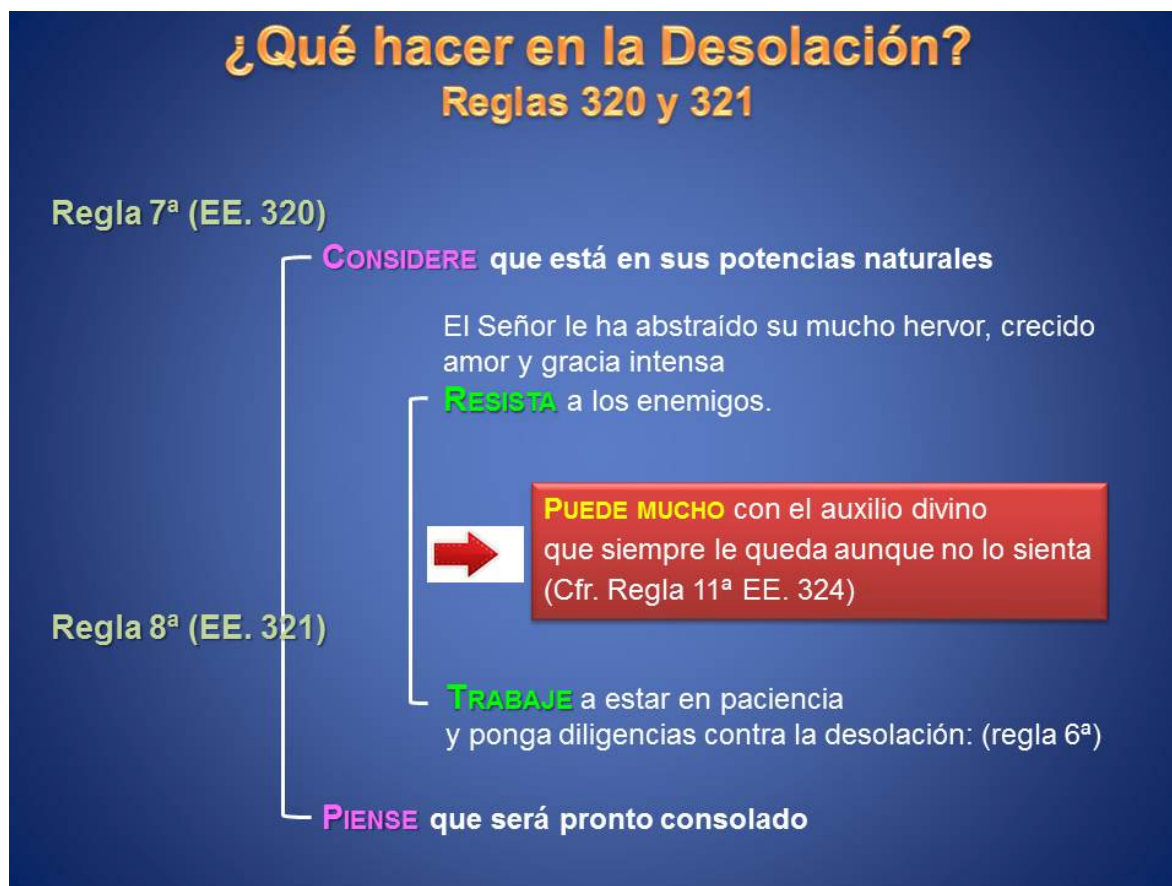 ¿Qué hacer en la Desolación?
Reglas 320 y 321
Regla 7ª (EE. 320)
CONSIDERE que está en sus potencias naturales
El Señor le ha abstraído su mucho hervor, crecido
amor y gracia intensa
RESISTA a los enemigos.
PUEDE MUCHO con el auxilio divino
que siempre le queda aunque no lo sienta
(Cfr. Regla 11ª EE. 324)
Regla 8ª (EE. 321)
TRABAJE a estar en paciencia
y ponga diligencias contra la desolación: (regla 6ª)
PIENSE que será pronto consolado